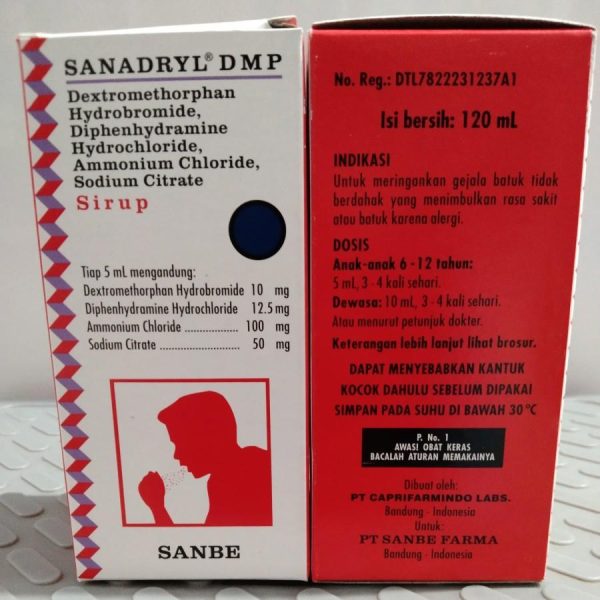 SANADRYL® DMP
Dextromethorphan
Hydrobromide,
Diphenhydramine
Hydrochloride,
Ammonium Chloride,
Sodium Citrate
Sirup
Tiap 5 mL mengandung:
Dextromethorphan Hydrobromide 10 mg
Diphenhydramine Hydrochloride 12.5 mg
Ammonium Chloride .................. 100 mg
Sodium Citrate ........................... 50 mg
SANBE
No. Reg.: DTL7822231237A1
Isi bersih: 120 mL
INDIKASI
Untuk meringankan gejala batuk tidak
berdahak yang menimbulkan rasa sakit
atau batuk karena alergi.
DOSIS
Anak-anak 6 - 12 tahun:
5 mL, 3 - 4 kali sehari.
Dewasa: 10 mL, 3 - 4 kali sehari.
Atau menurut petunjuk dokter.
Keterangan lebih lanjut lihat brosur.
DAPAT MENYEBABKAN KANTUK
KOCOK DAHULU SEBELUM DIPAKAI
SIMPAN PADA SUHU DI BAWAH 30°C
P. No. 1
AWAS! OBAT KERAS
BACALAH ATURAN MEMAKAINYA
Dibuat oleh:
PT CAPRIFARMINDO LABS.
Bandung - Indonesia
Untuk:
PT SANBE FARMA
Bandung - Indonesia